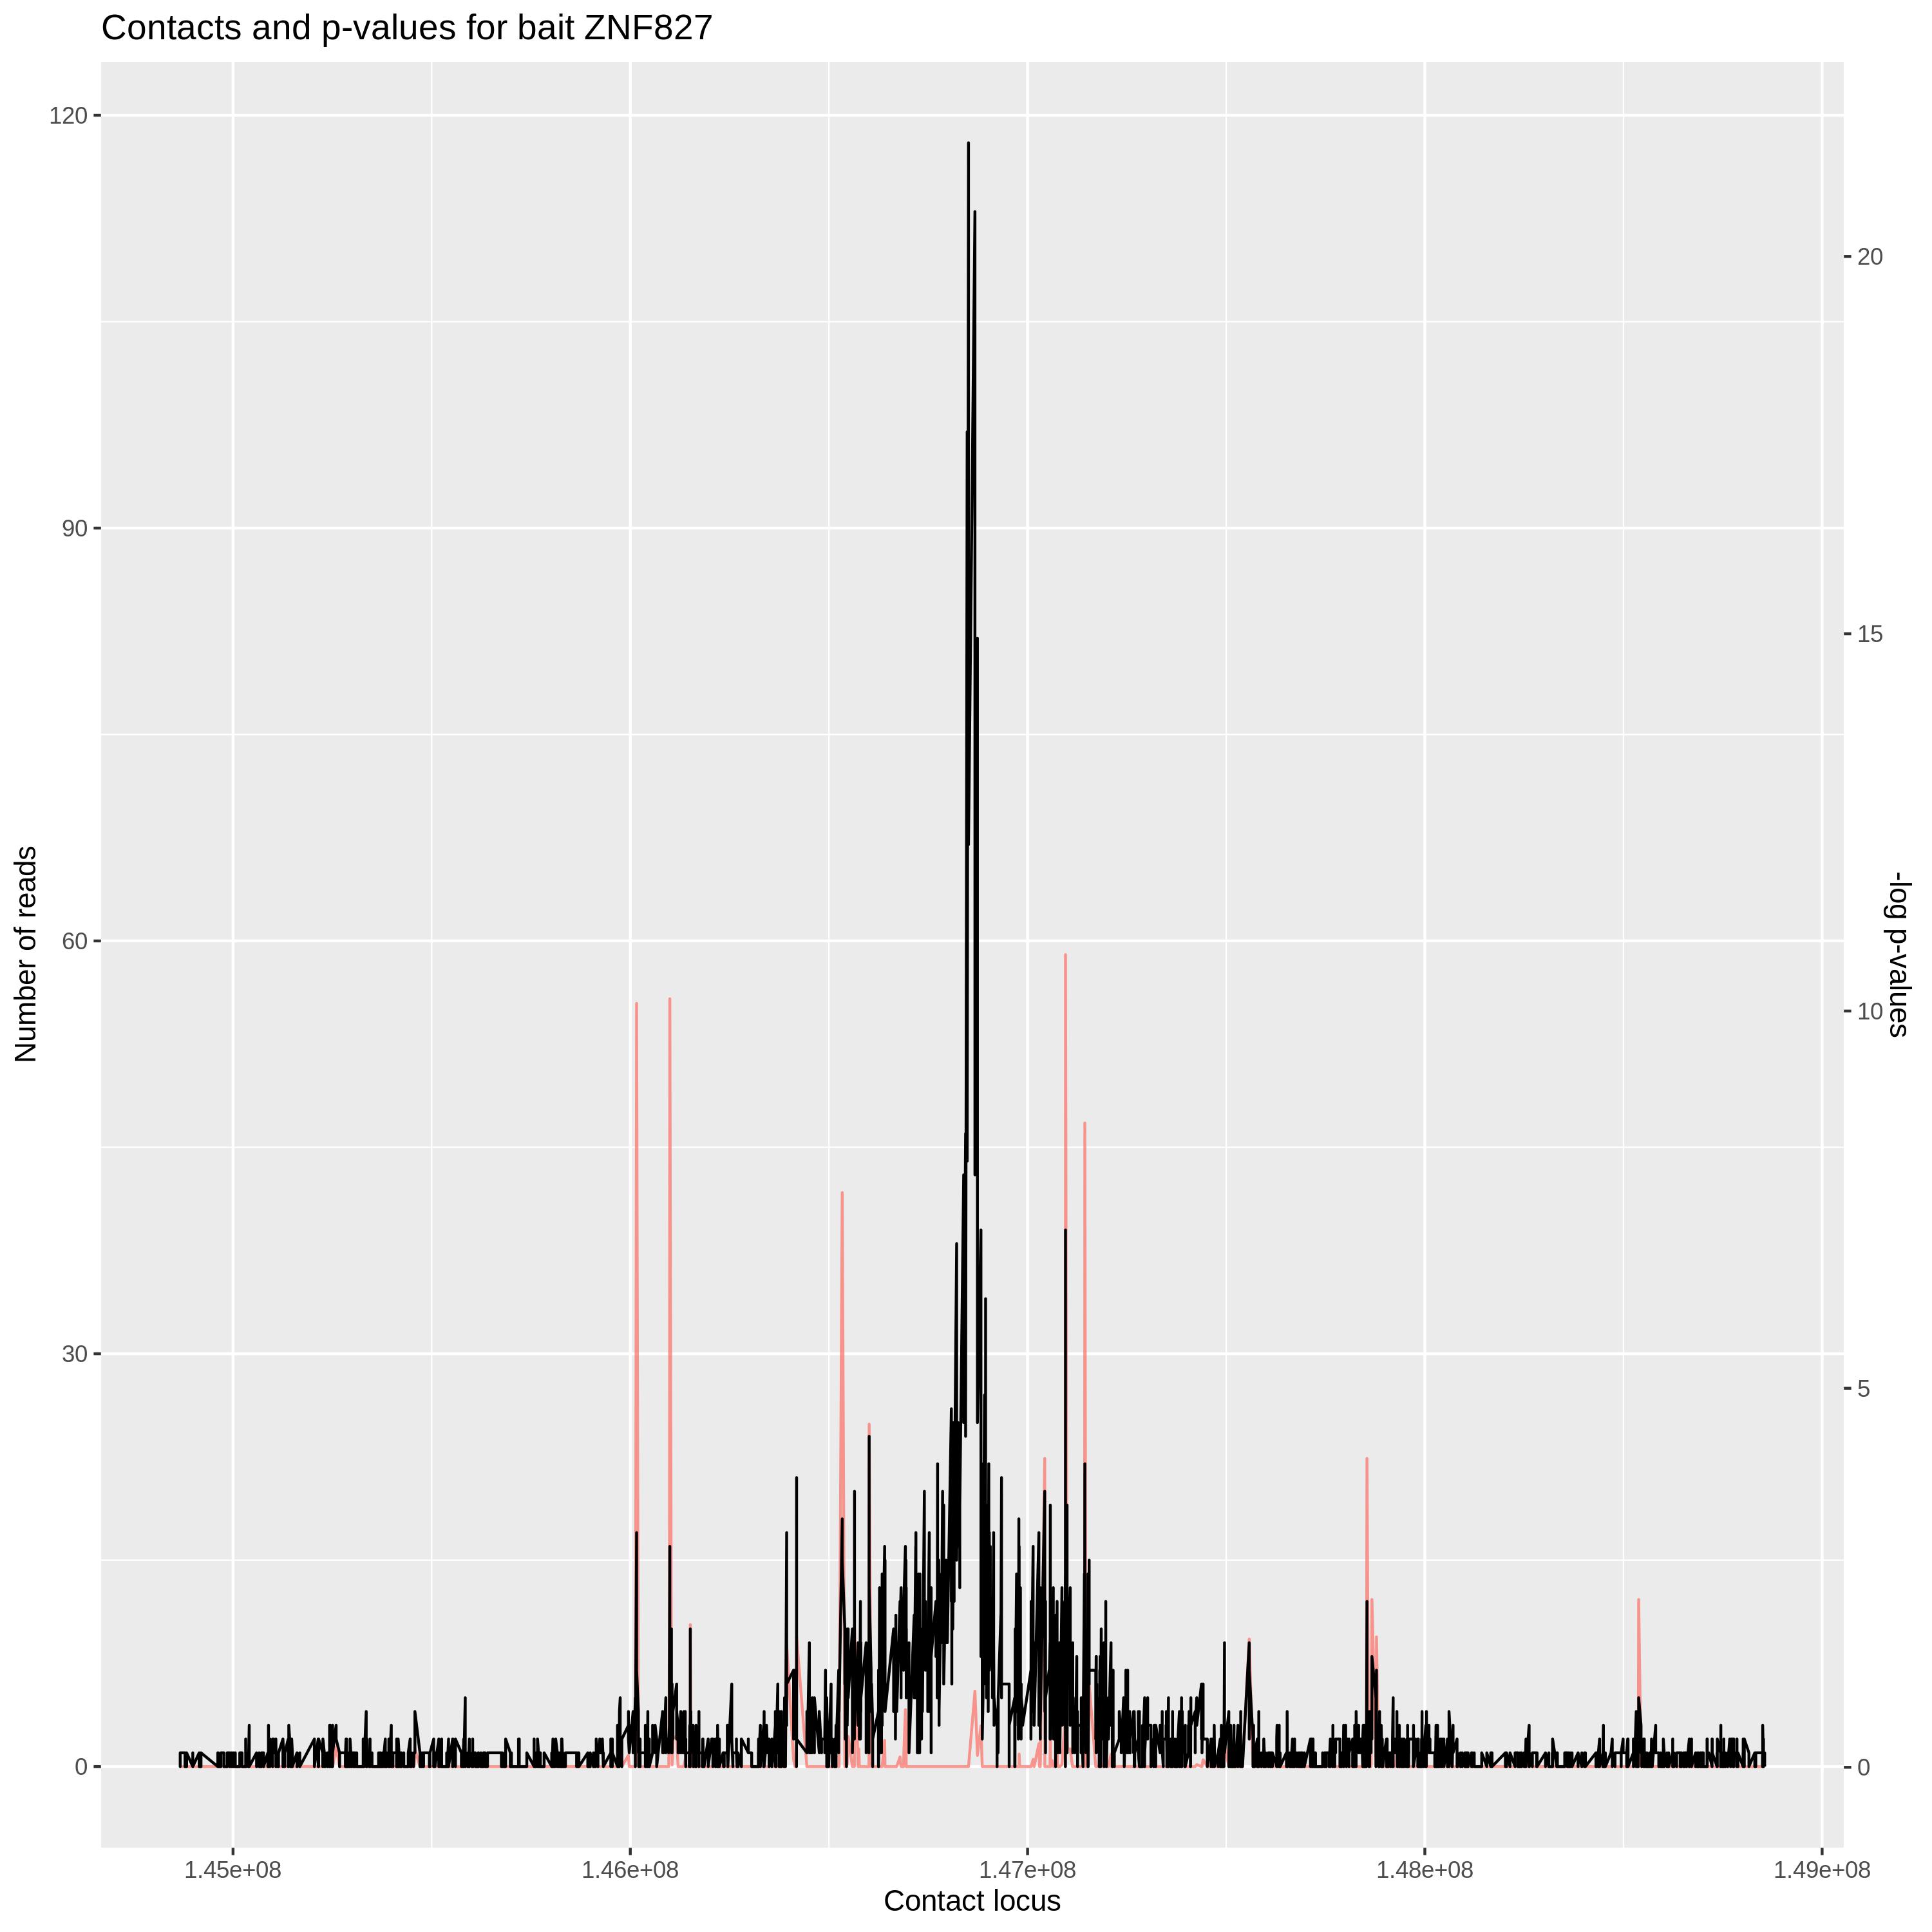 Contacts and p-values for bait ZNF827
120
90
60
30
0
Number of reads
20
15
10
5
0
-log p-values
1.45e+08
1.46e+08
1.47e+08
1.48e+08
1.49e+08
Contact locus